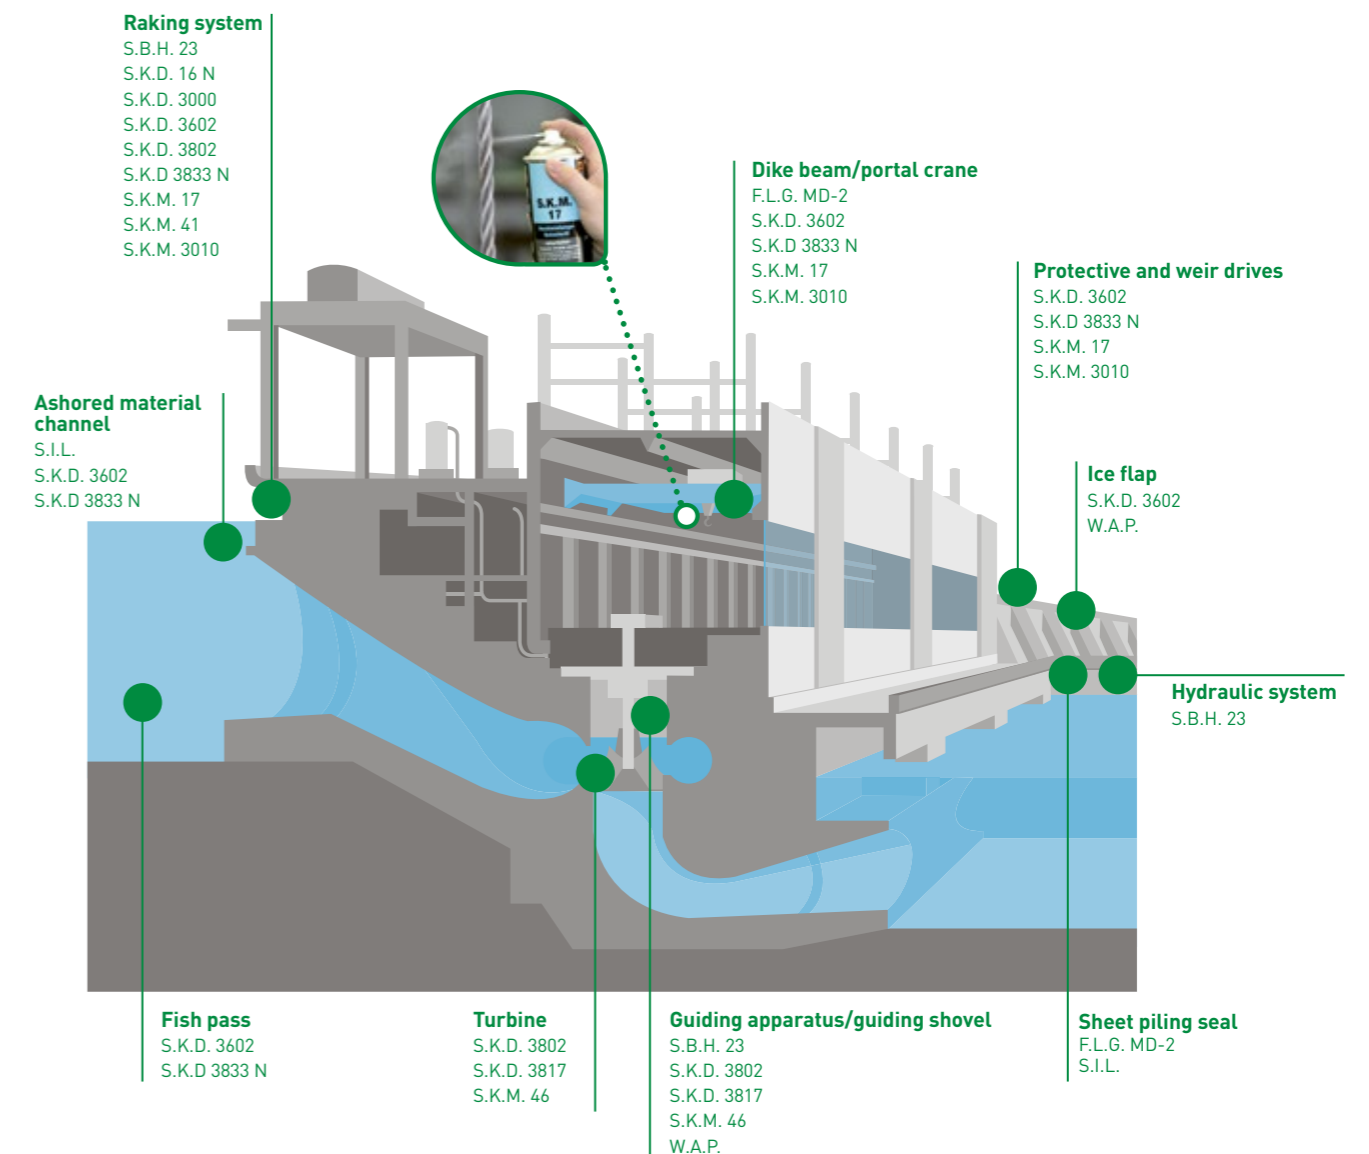 Raking system
S.B.H. 23
S.K.D. 16 N
S.K.D. 3000
S.K.D. 3602
S.K.D. 3802
S.K.D 3833 N
S.K.M. 17
S.K.M. 41
S.K.M. 3010
S.K.M.
17
Dike beam/portal crane
F.L.G. MD-2
S.K.D. 3602
S.K.D 3833 N
S.K.M. 17
S.K.M. 3010
Protective and weir drives
S.K.D. 3602
S.K.D 3833 N
S.K.M. 17
S.K.M. 3010
Ashored material
channel
S.I.L.
S.K.D. 3602
S.K.D 3833 N
Ice flap
S.K.D. 3602
W.A.P.
Hydraulic system
S.B.H. 23
Fish pass
S.K.D. 3602
S.K.D 3833 N
Turbine
S.K.D. 3802
S.K.D. 3817
S.K.M. 46
Guiding apparatus/guiding shovel
S.B.H. 23
S.K.D. 3802
S.K.D. 3817
S.K.M. 46
W.A.P.
Sheet piling seal
F.L.G. MD-2
S.I.L.